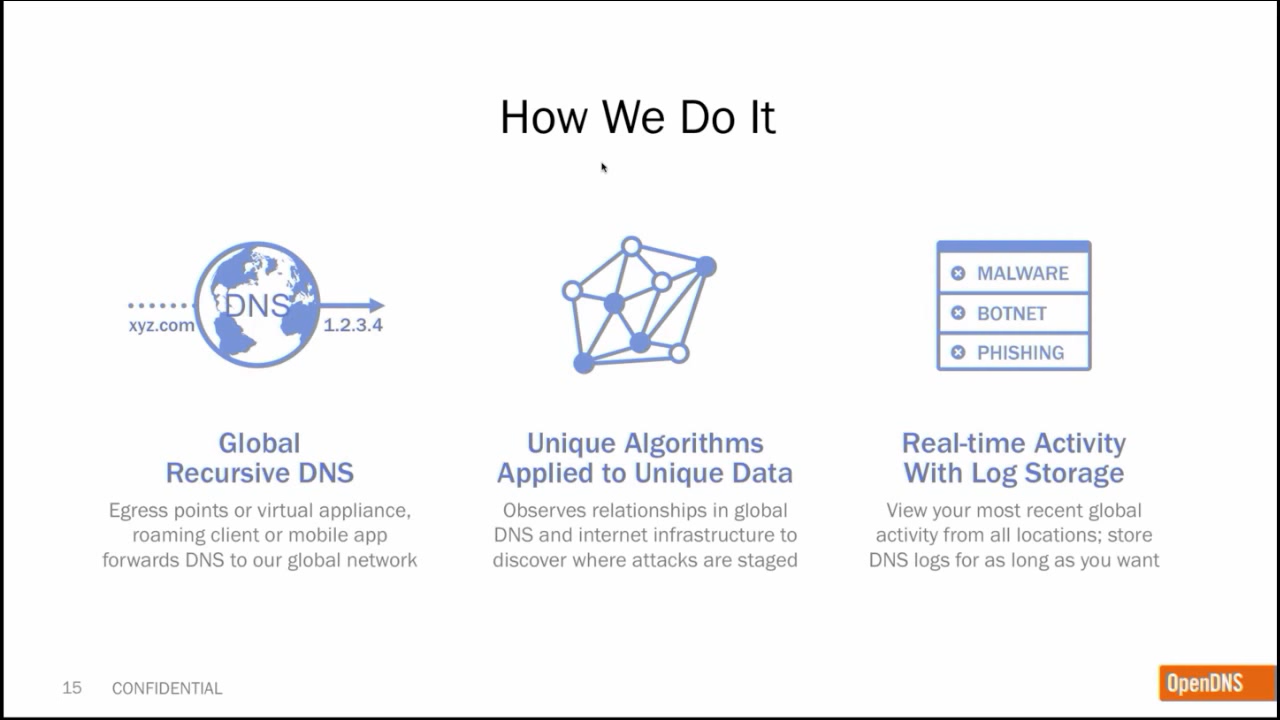 How We Do It
DNS
xyz.com
1.2.3.4
Global
Recursive DNS
Egress points or virtual appliance,
roaming client or mobile app
forwards DNS to our global network
Unique Algorithms
Applied to Unique Data
Observes relationships in global
DNS and internet infrastructure to
discover where attacks are staged
MALWARE
BOTNET
PHISHING
Real-time Activity
With Log Storage
View your most recent global
activity from all locations; store
DNS logs for as long as you want
15 CONFIDENTIAL
OpenDNS